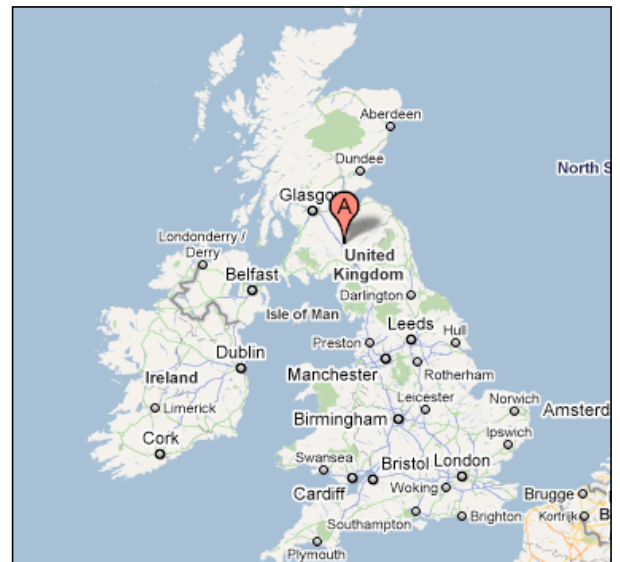 Aberdeen
Dundee
North S
Glasgo
A
Londonderry /
Derry
United
Kingdom
Belfast
Darlington
Isle of Man
Leeds
Hull
Preston
Dublin
Manchester
Rotherham
Ireland
Leicester
Norwich
Limerick
Amsterd
Birmingham
Ipswich
Cork
Swansea
Bristol
London
Cardiff
Woking
Brugge
Southampton
Brighton
Kortrijk
B
Plymouth